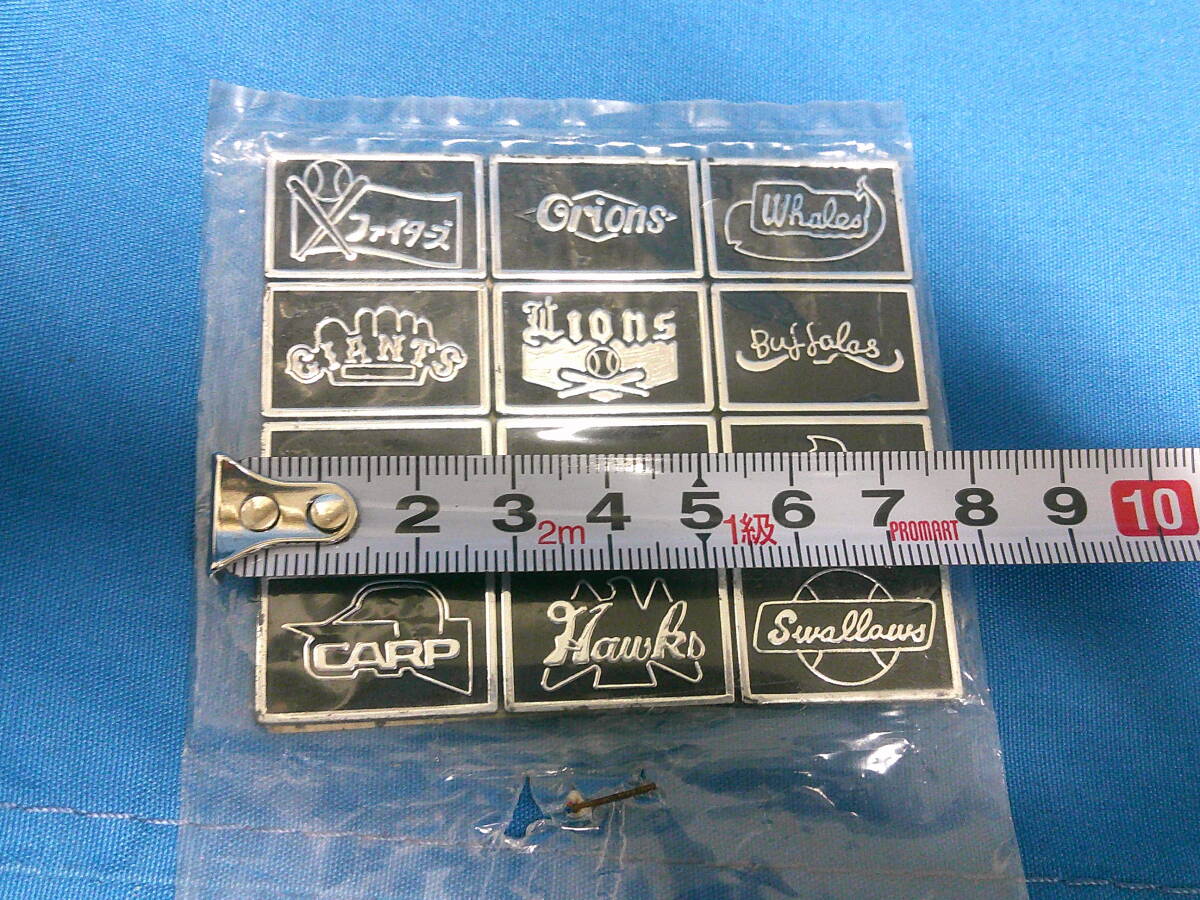 ファイターズ
Orions
Whales
GIANTS
Lions
Buffaloes
2 3 4 5 6 7 8 9 10
2m 1級 PROMART
CARP
Hawks
Swallows